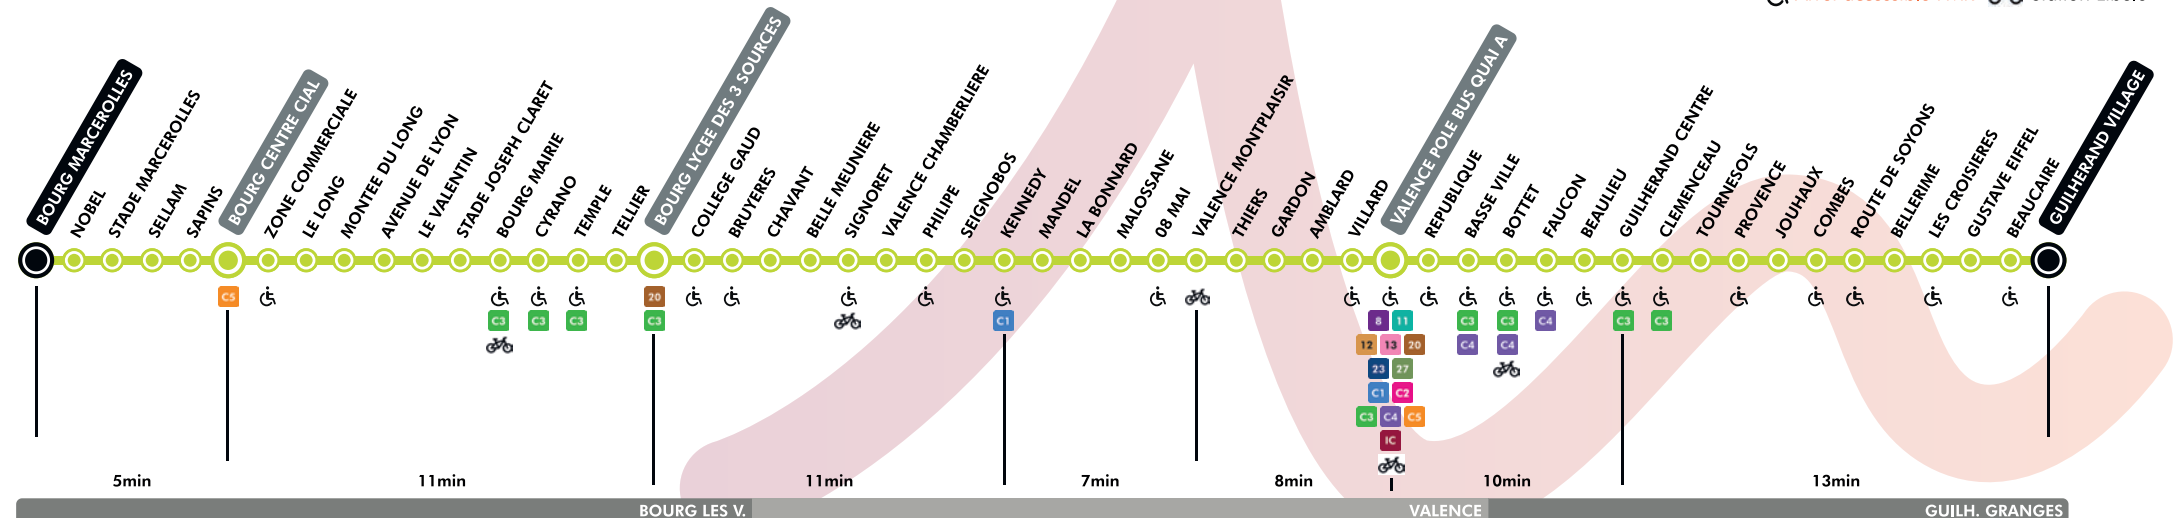 BOURG MARCEROLLES
NOBEL
STADE MARCEROLLES
SELLAM
SAPINS
BOURG CENTRE CIAL
ZONE COMMERCIALE
LE LONG
MONTEE DU LONG
AVENUE DE LYON
LE VALENTIN
STADE JOSEPH CLARET
BOURG MAIRIE
CYRANO
TEMPLE
TELLIER
BOURG LYCEE DES 3 SOURCES
COLLEGE GAUD
BRUYERES
CHAVANT
BELLE MEUNIERE
SIGNORET
VALENCE CHAMBERLIERE
PHILIPE
SEIGNOBOS
KENNEDY
MANDEL
LA BONNARD
MALOSSANE
08 MAI
VALENCE MONTPLAISIR
THIERS
GARDON
AMBLARD
VILLARD
VALENCE POLE BUS QUAI A
REPUBLIQUE
BASSE VILLE
BOTTET
FAUCON
BEAULIEU
GUILHERAND CENTRE
CLEMENCEAU
TOURNESOLS
PROVENCE
JOUHAUX
COMBES
ROUTE DE SOYONS
BELLERIME
LES CROISIERES
GUSTAVE EIFFEL
BEAUCAIRE
GUILHERAND VILLAGE
C5
C3
C3
C3
20
C3
C1
8 11
12 13 20
23 27
C1 C2
C3 C4 C5
IC
C3
C4
C3
C4
C4
C3
C3
5min
11min
11min
7min
8min
10min
13min
BOURG LES V.
VALENCE
GUILH. GRANGES